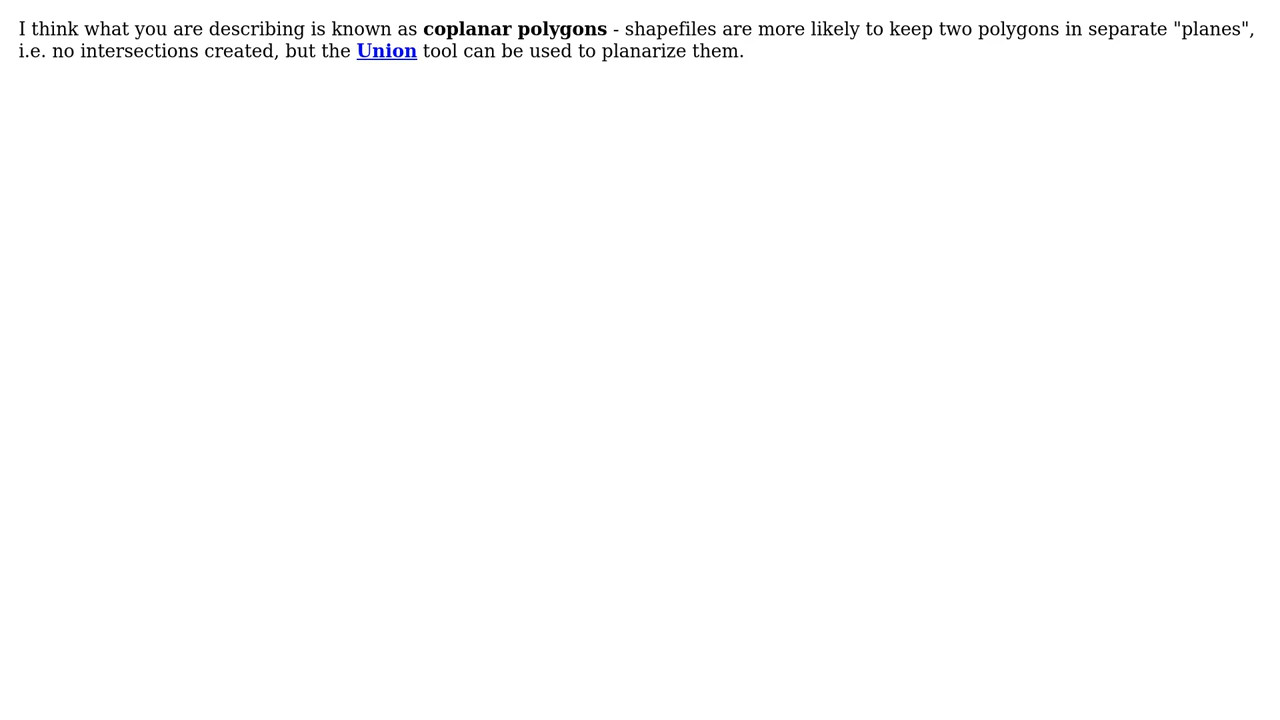 I think what you are describing is known as coplanar polygons - shapefiles are more likely to keep two polygons in separate "planes",
i.e. no intersections created, but the Union tool can be used to planarize them.